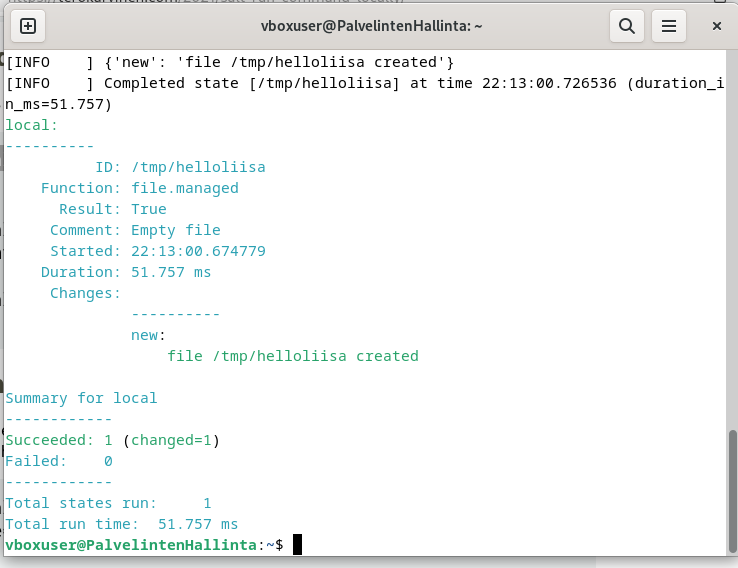 vboxuser@PalvelintenHallinta: ~
[INFO    ] {'new': 'file /tmp/helloliisa created'}
[INFO    ] Completed state [/tmp/helloliisa] at time 22:13:00.726536 (duration_i
n_ms=51.757)
local:
----------
          ID: /tmp/helloliisa
    Function: file.managed
      Result: True
     Comment: Empty file
     Started: 22:13:00.674779
    Duration: 51.757 ms
     Changes:
              ----------
              new:
                  file /tmp/helloliisa created
Summary for local
------------
Succeeded: 1 (changed=1)
Failed:    0
------------
Total states run:     1
Total run time:  51.757 ms
vboxuser@PalvelintenHallinta:~$